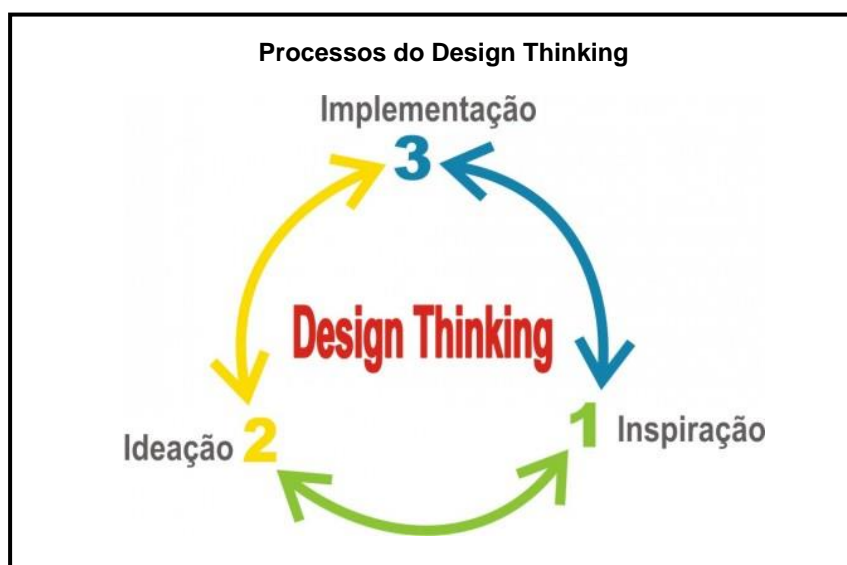 Processos do Design Thinking
Implementação
3
Design Thinking
Ideação 2
1 Inspiração